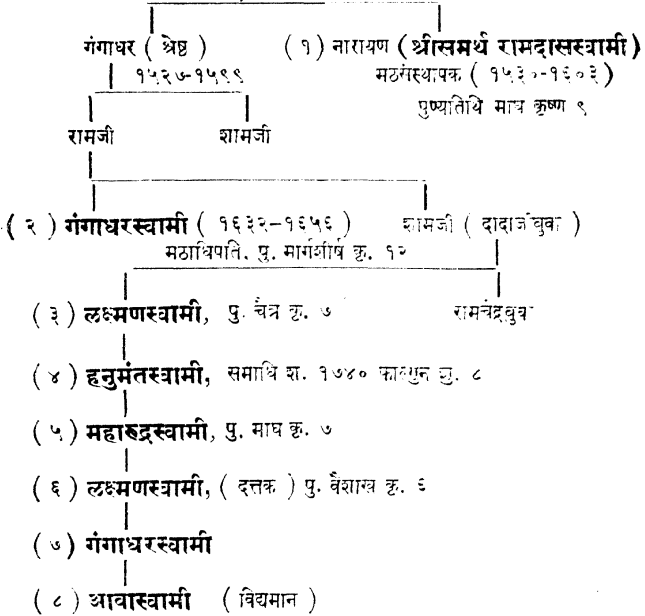 गंगाधर ( श्रेष्ठ ) ( १ ) नारायण (श्रीसमर्थ रामदासस्वामी)
१५२७-१५९९ मठसंस्थापक ( १५३०-१६०३ )
पुण्यतिथि माघ कृष्ण ९
रामजी शामजी
( २ ) गंगाधरस्वामी ( १६३२-१६५६ ) शामजी ( दादाजीबुवा )
मठाधिपति. पु. मार्गशीर्ष कृ. १२
( ३ ) लक्ष्मणस्वामी, पु. चैत्र कृ. ७ रामचंद्रबुवा
( ४ ) हनुमंतस्वामी, समाधि श. १७४० फाल्गुन शु. ८
( ५ ) महारुद्रस्वामी, पु. माघ कृ. ७
( ६ ) लक्ष्मणस्वामी, ( दत्तक ) पु. वैशाख कृ. ६
( ७ ) गंगाधरस्वामी
( ८ ) आबास्वामी ( विद्यमान )